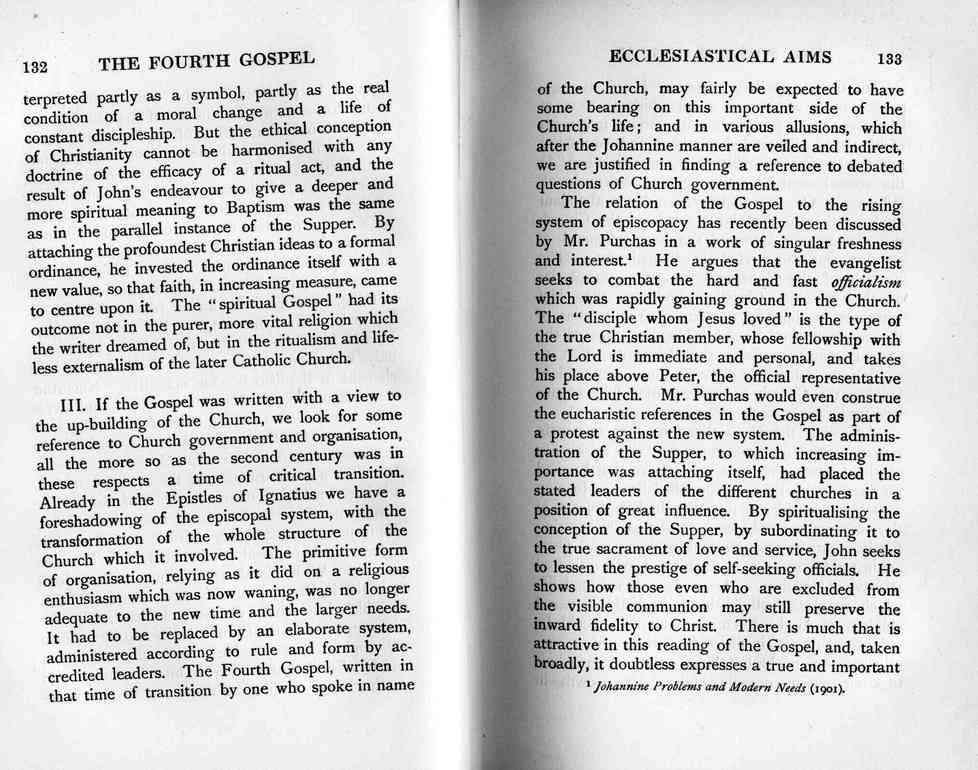 132 THE FOURTH GOSPEL
terpreted partly as a symbol, partly as the real
condition of a moral change and a life of
constant discipleship. But the ethical conception
of Christianity cannot be harmonised with any
doctrine of the efficacy of a ritual act, and the
result of John's endeavour to give a deeper and
more spiritual meaning to Baptism was the same
as in the parallel instance of the Supper. By
attaching the profoundest Christian ideas to a formal
ordinance, he invested the ordinance itself with a
new value, so that faith, in increasing measure, came
to centre upon it. The "spiritual Gospel" had its
outcome not in the purer, more vital religion which
the writer dreamed of, but in the ritualism and life-
less externalism of the later Catholic Church.
III. If the Gospel was written with a view to
the up-building of the Church, we look for some
reference to Church government and organisation,
all the more so as the second century was in
these respects a time of critical transition.
Already in the Epistles of Ignatius we have a
foreshadowing of the episcopal system, with the
transformation of the whole structure of the
Church which it involved. The primitive form
of organisation, relying as it did on a religious
enthusiasm which was now waning, was no longer
adequate to the new time and the larger needs.
It had to be replaced by an elaborate system,
administered according to rule and form by ac-
credited leaders. The Fourth Gospel, written in
that time of transition by one who spoke in name
ECCLESIASTICAL AIMS 133
of the Church, may fairly be expected to have
some bearing on this important side of the
Church's life; and in various allusions, which
after the Johannine manner are veiled and indirect,
we are justified in finding a reference to debated
questions of Church government.
The relation of the Gospel to the rising
system of episcopacy has recently been discussed
by Mr. Purchas in a work of singular freshness
and interest.¹ He argues that the evangelist
seeks to combat the hard and fast officialism
which was rapidly gaining ground in the Church.
The "disciple whom Jesus loved" is the type of
the true Christian member, whose fellowship with
the Lord is immediate and personal, and takes
his place above Peter, the official representative
of the Church. Mr. Purchas would even construe
the eucharistic references in the Gospel as part of
a protest against the new system. The adminis-
tration of the Supper, to which increasing im-
portance was attaching itself, had placed the
stated leaders of the different churches in a
position of great influence. By spiritualising the
conception of the Supper, by subordinating it to
the true sacrament of love and service, John seeks
to lessen the prestige of self-seeking officials. He
shows how those even who are excluded from
the visible communion may still preserve the
inward fidelity to Christ. There is much that is
attractive in this reading of the Gospel, and, taken
broadly, it doubtless expresses a true and important
¹ Johannine Problems and Modern Needs (1901).